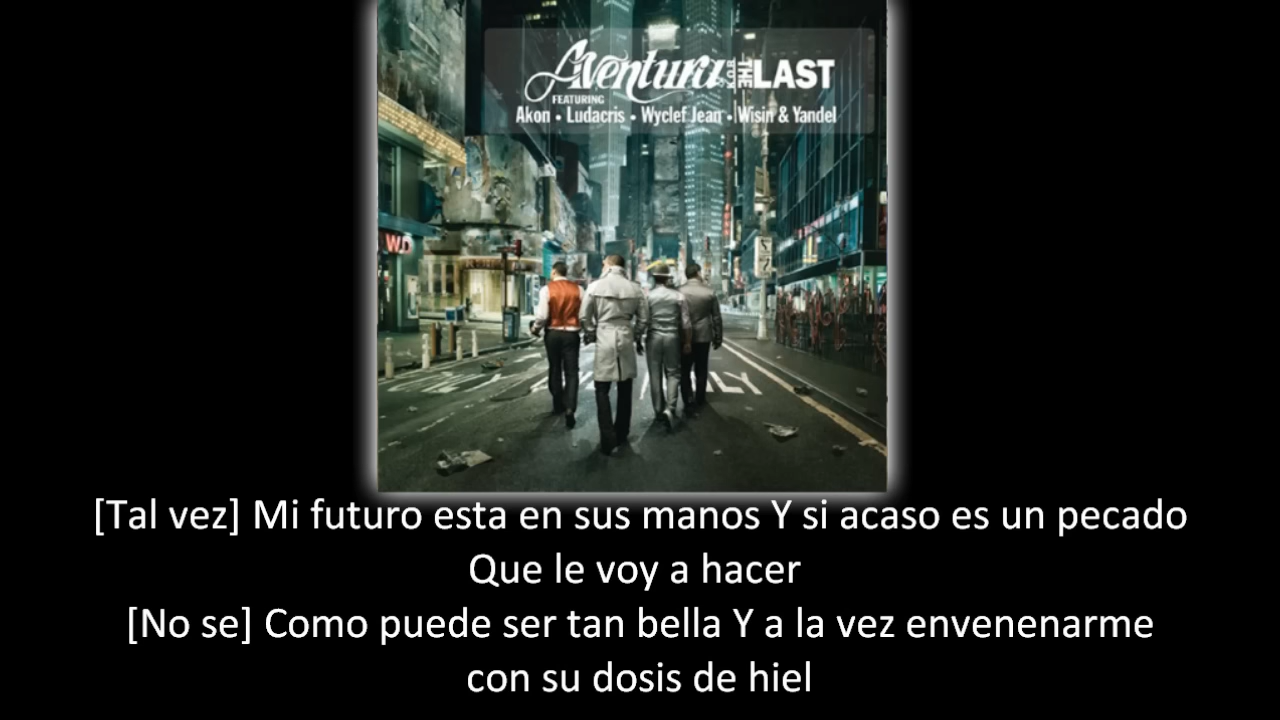 Aventura THE LAST
FEATURING
Akon • Ludacris • Wyclef Jean • Wisin & Yandel
WD
LY
[Tal vez] Mi futuro esta en sus manos Y si acaso es un pecado
Que le voy a hacer
[No se] Como puede ser tan bella Y a la vez envenenarme
con su dosis de hiel